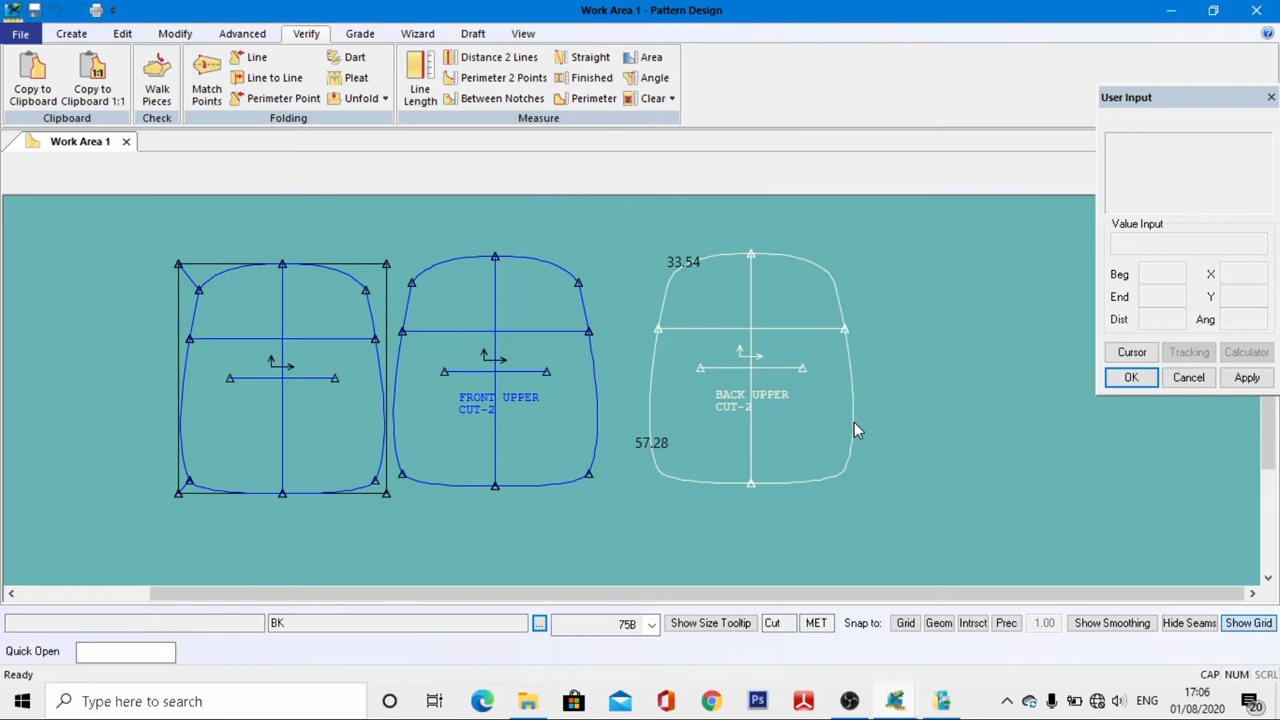 Work Area 1 - Pattern Design
File Create Edit Modify Advanced Verify Grade Wizard Draft View
Copy to Clipboard
Copy to Clipboard 1:1
Clipboard
Walk Pieces
Check
Match Points
Line
Line to Line
Perimeter Point
Dart
Pleat
Unfold
Folding
Line Length
Distance 2 Lines
Perimeter 2 Points
Between Notches
Straight
Finished
Perimeter
Area
Angle
Clear
Measure
Work Area 1
User Input
Value Input
Beg X
End Y
Dist Ang
Cursor Tracking Calculator
OK Cancel Apply
33.54
FRONT UPPER
CUT-2
BACK UPPER
CUT-2
57.28
BK ... 75B Show Size Tooltip Cut MET Snap to: Grid Geom Intrsct Prec 1.00 Show Smoothing Hide Seams Show Grid
Quick Open
Ready CAP NUM SCRL
Type here to search
ENG
17:06
01/08/2020
20